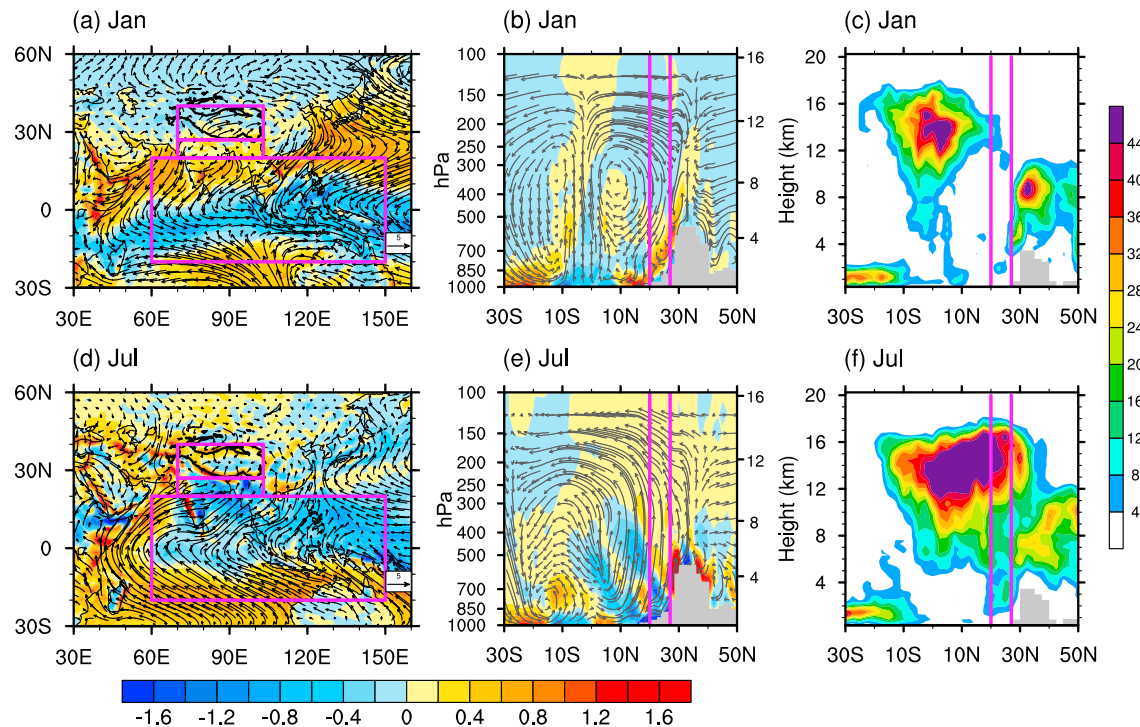 (a) Jan
(b) Jan
(c) Jan
60N
30N
0
30S
5
30E 60E 90E 120E 150E
hPa
100
150
200
250
300
400
500
700
850
1000
16
12
8
4
30S 10S 10N 30N 50N
Height (km)
20
16
12
8
4
30S 10S 10N 30N 50N
(d) Jul
(e) Jul
(f) Jul
60N
30N
0
30S
5
30E 60E 90E 120E 150E
hPa
100
150
200
250
300
400
500
700
850
1000
16
12
8
4
30S 10S 10N 30N 50N
Height (km)
20
16
12
8
4
30S 10S 10N 30N 50N
44
40
36
32
28
24
20
16
12
8
4
-1.6 -1.2 -0.8 -0.4 0 0.4 0.8 1.2 1.6